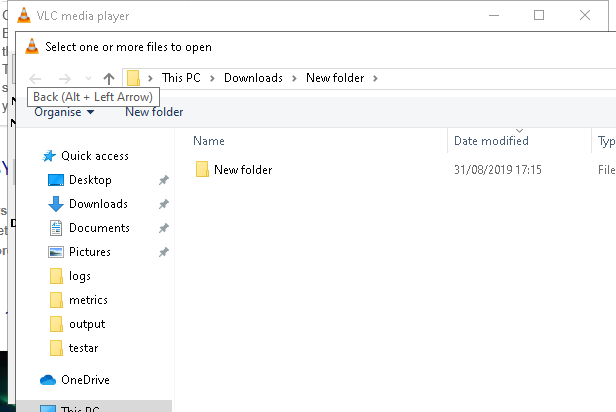 VLC media player
Select one or more files to open
This PC > Downloads > New folder >
Back (Alt + Left Arrow)
Organise New folder
Name Date modified Typ
Quick access
New folder 31/08/2019 17:15 File
Desktop
Downloads
Documents
Pictures
logs
metrics
output
testar
OneDrive
This PC